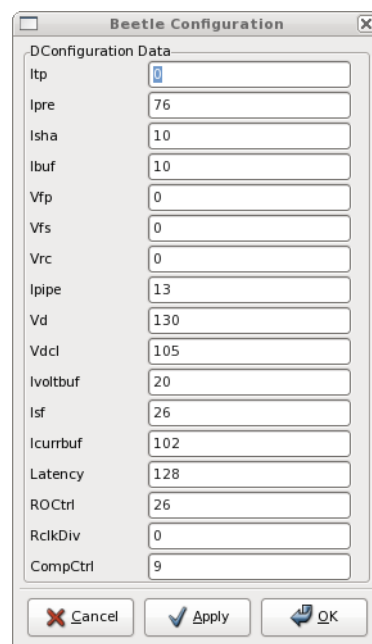 Beetle Configuration
DConfiguration Data
Itp 0
Ipre 76
Isha 10
Ibuf 10
Vfp 0
Vfs 0
Vrc 0
Ipipe 13
Vd 130
Vdcl 105
Ivoltbuf 20
Isf 26
Icurrbuf 102
Latency 128
ROCtrl 26
RclkDiv 0
CompCtrl 9
Cancel Apply OK